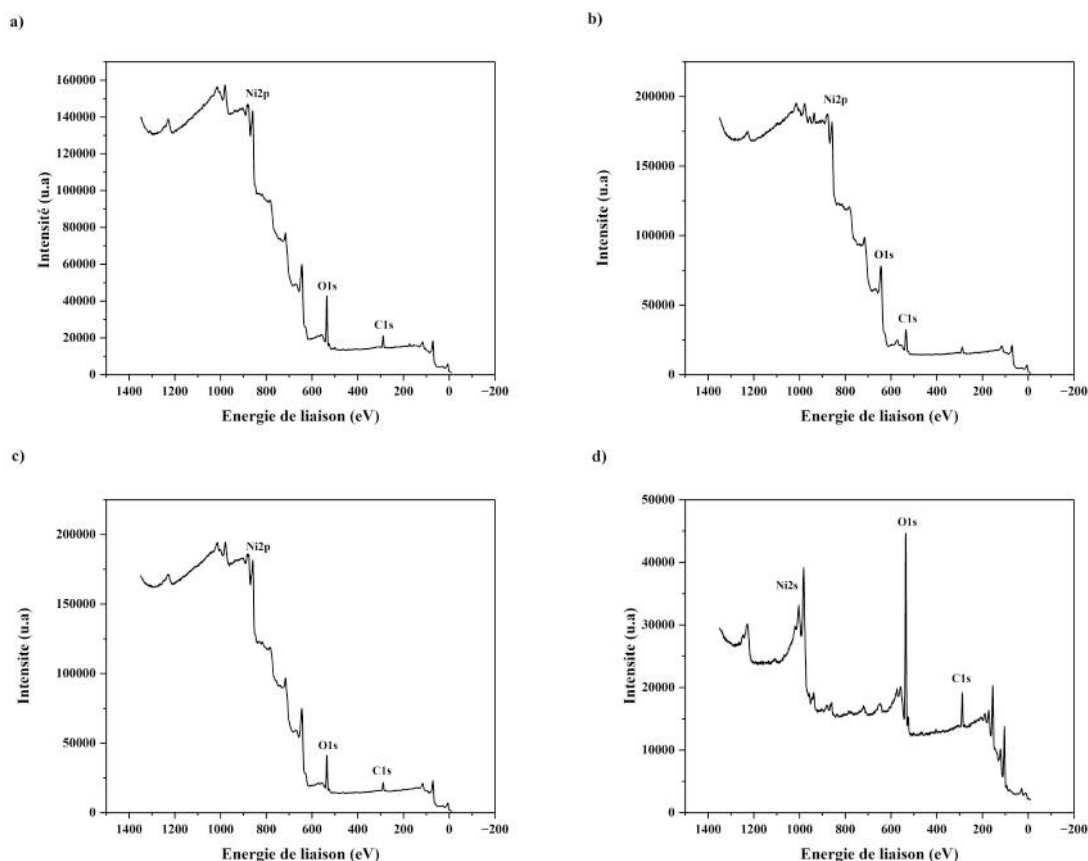 a)
160000
140000
120000
100000
80000
60000
40000
20000
0
Intensité (u.a)
Ni2p
O1s
C1s
1400 1200 1000 800 600 400 200 0 −200
Energie de liaison (eV)
b)
200000
150000
100000
50000
0
Intensite (u.a)
Ni2p
O1s
C1s
1400 1200 1000 800 600 400 200 0 −200
Energie de liaison (eV)
c)
200000
150000
100000
50000
0
Intensite (u.a)
Ni2p
O1s
C1s
1400 1200 1000 800 600 400 200 0 −200
Energie de liaison (eV)
d)
50000
40000
30000
20000
10000
0
Intensite (u.a)
Ni2s
O1s
C1s
1400 1200 1000 800 600 400 200 0 −200
Energie de liaison (eV)